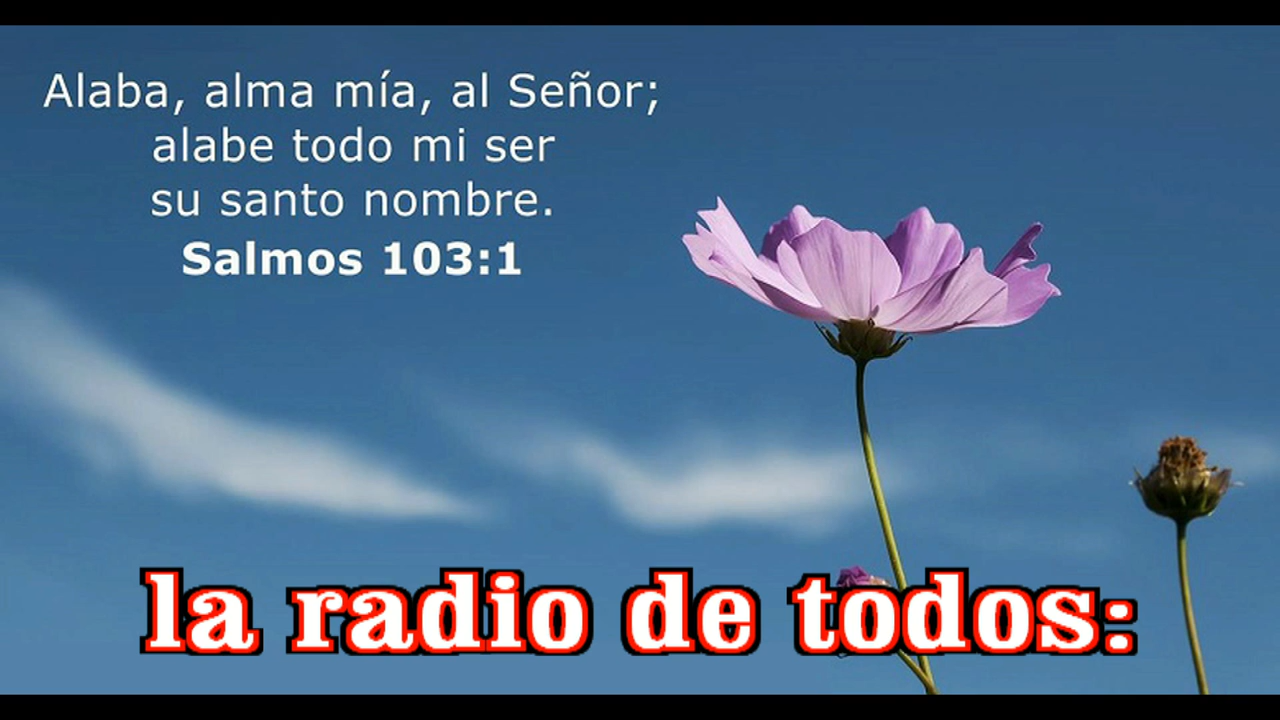 Alaba, alma mía, al Señor;
alabe todo mi ser
su santo nombre.
Salmos 103:1
la radio de todos: